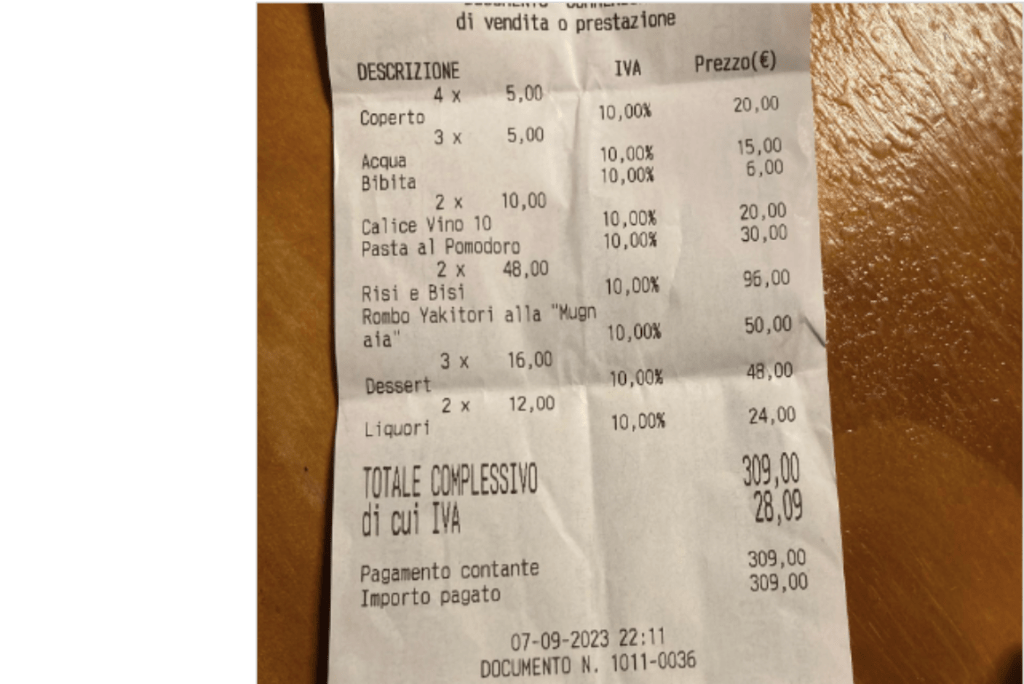 di vendita o prestazione
DESCRIZIONE IVA Prezzo(€)
4 x 5,00
Coperto 10,00% 20,00
3 x 5,00
Acqua 10,00% 15,00
Bibita 10,00% 6,00
2 x 10,00
Calice Vino 10 10,00% 20,00
Pasta al Pomodoro 10,00% 30,00
2 x 48,00
Risi e Bisi 10,00% 96,00
Rombo Yakitori alla "Mugn
aia" 10,00% 50,00
3 x 16,00
Dessert 10,00% 48,00
2 x 12,00
Liquori 10,00% 24,00
TOTALE COMPLESSIVO 309,00
di cui IVA 28,09
Pagamento contante 309,00
Importo pagato 309,00
07-09-2023 22:11
DOCUMENTO N. 1011-0036